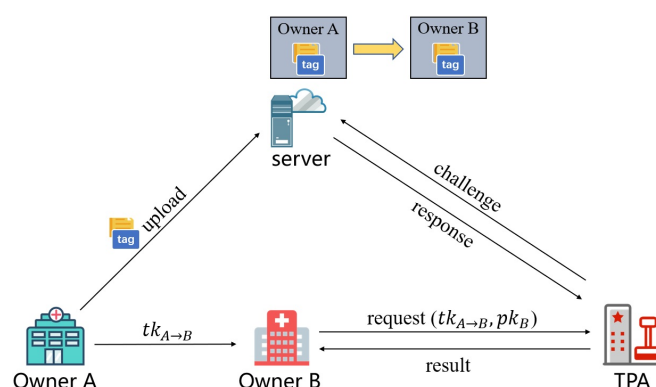 Owner A
Owner B
tag
tag
server
upload
tag
challenge
response
tk_{A→B}
request (tk_{A→B}, pk_B)
result
Owner A
Owner B
TPA